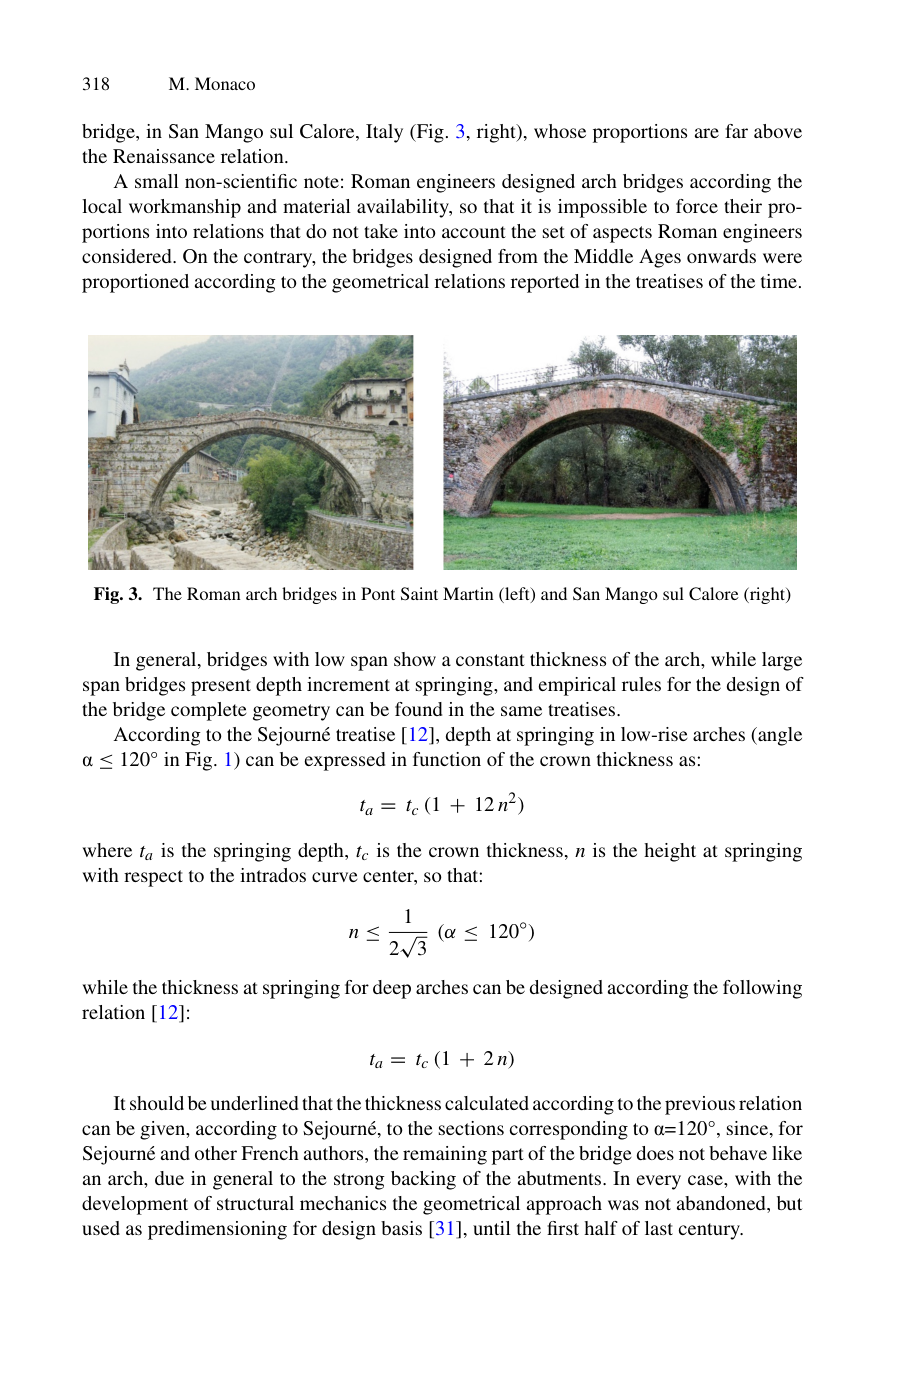 318 M. Monaco
bridge, in San Mango sul Calore, Italy (Fig. 3, right), whose proportions are far above
the Renaissance relation.
A small non-scientific note: Roman engineers designed arch bridges according the
local workmanship and material availability, so that it is impossible to force their pro-
portions into relations that do not take into account the set of aspects Roman engineers
considered. On the contrary, the bridges designed from the Middle Ages onwards were
proportioned according to the geometrical relations reported in the treatises of the time.
Fig. 3. The Roman arch bridges in Pont Saint Martin (left) and San Mango sul Calore (right)
In general, bridges with low span show a constant thickness of the arch, while large
span bridges present depth increment at springing, and empirical rules for the design of
the bridge complete geometry can be found in the same treatises.
According to the Sejourné treatise [12], depth at springing in low-rise arches (angle
α ≤ 120° in Fig. 1) can be expressed in function of the crown thickness as:
tₐ = t_c (1 + 12 n²)
where tₐ is the springing depth, t_c is the crown thickness, n is the height at springing
with respect to the intrados curve center, so that:
n ≤ 1/(2√3) (α ≤ 120°)
while the thickness at springing for deep arches can be designed according the following
relation [12]:
tₐ = t_c (1 + 2 n)
It should be underlined that the thickness calculated according to the previous relation
can be given, according to Sejourné, to the sections corresponding to α=120°, since, for
Sejourné and other French authors, the remaining part of the bridge does not behave like
an arch, due in general to the strong backing of the abutments. In every case, with the
development of structural mechanics the geometrical approach was not abandoned, but
used as predimensioning for design basis [31], until the first half of last century.